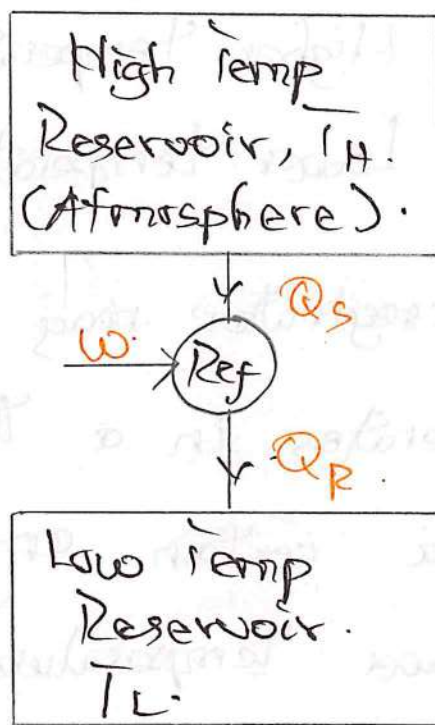 High Temp
Reservoir, TH.
(Atmosphere).
QS
W.
Ref
QR
Low Temp
Reservoir.
TL.